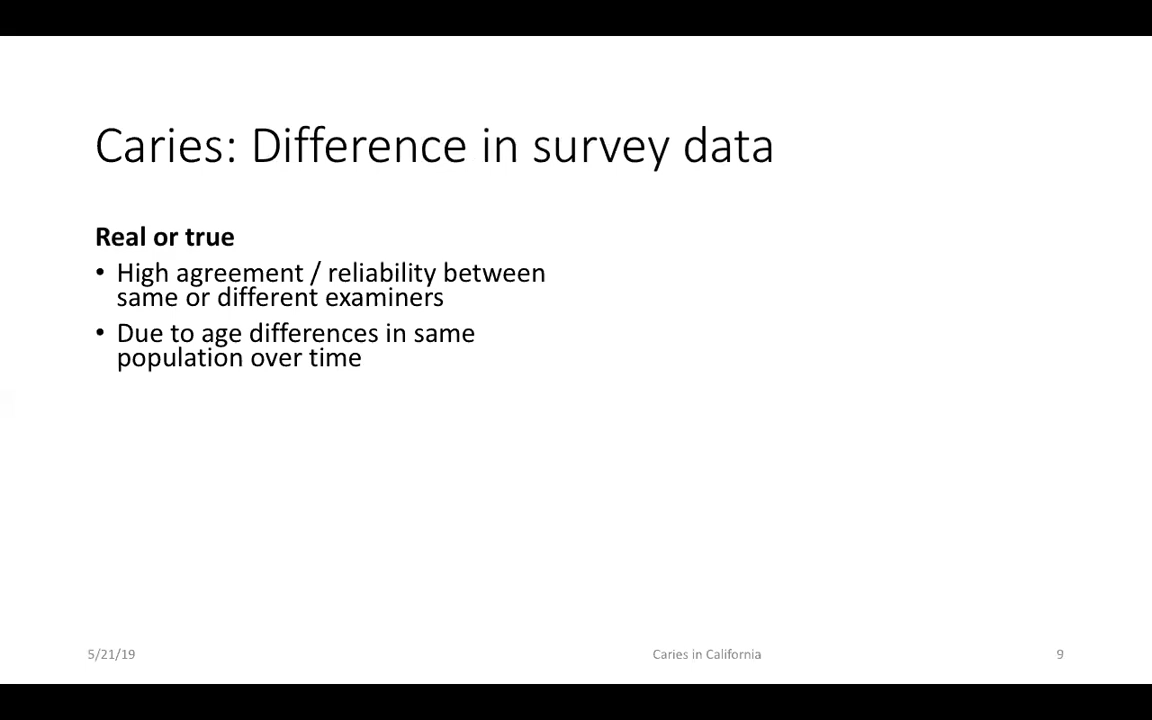 Caries: Difference in survey data
Real or true
• High agreement / reliability between
same or different examiners
• Due to age differences in same
population over time
5/21/19
Caries in California
9